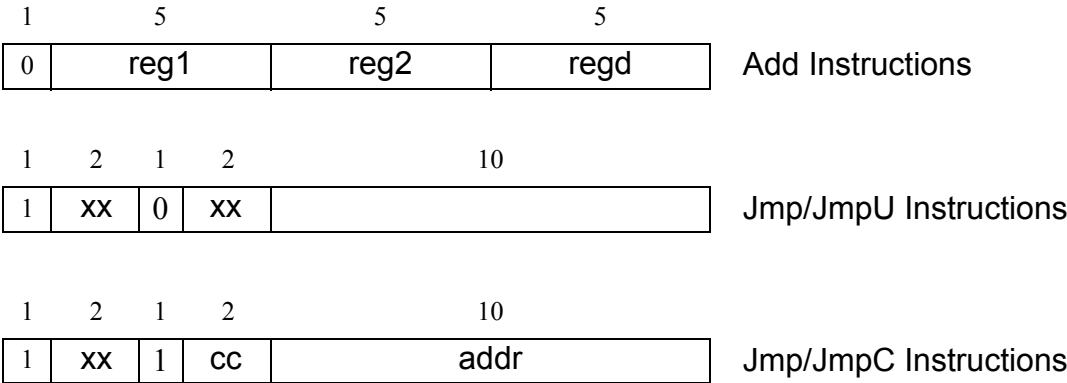 1 5 5 5
0 reg1 reg2 regd Add Instructions
1 2 1 2 10
1 xx 0 xx Jmp/JmpU Instructions
1 2 1 2 10
1 xx 1 cc addr Jmp/JmpC Instructions